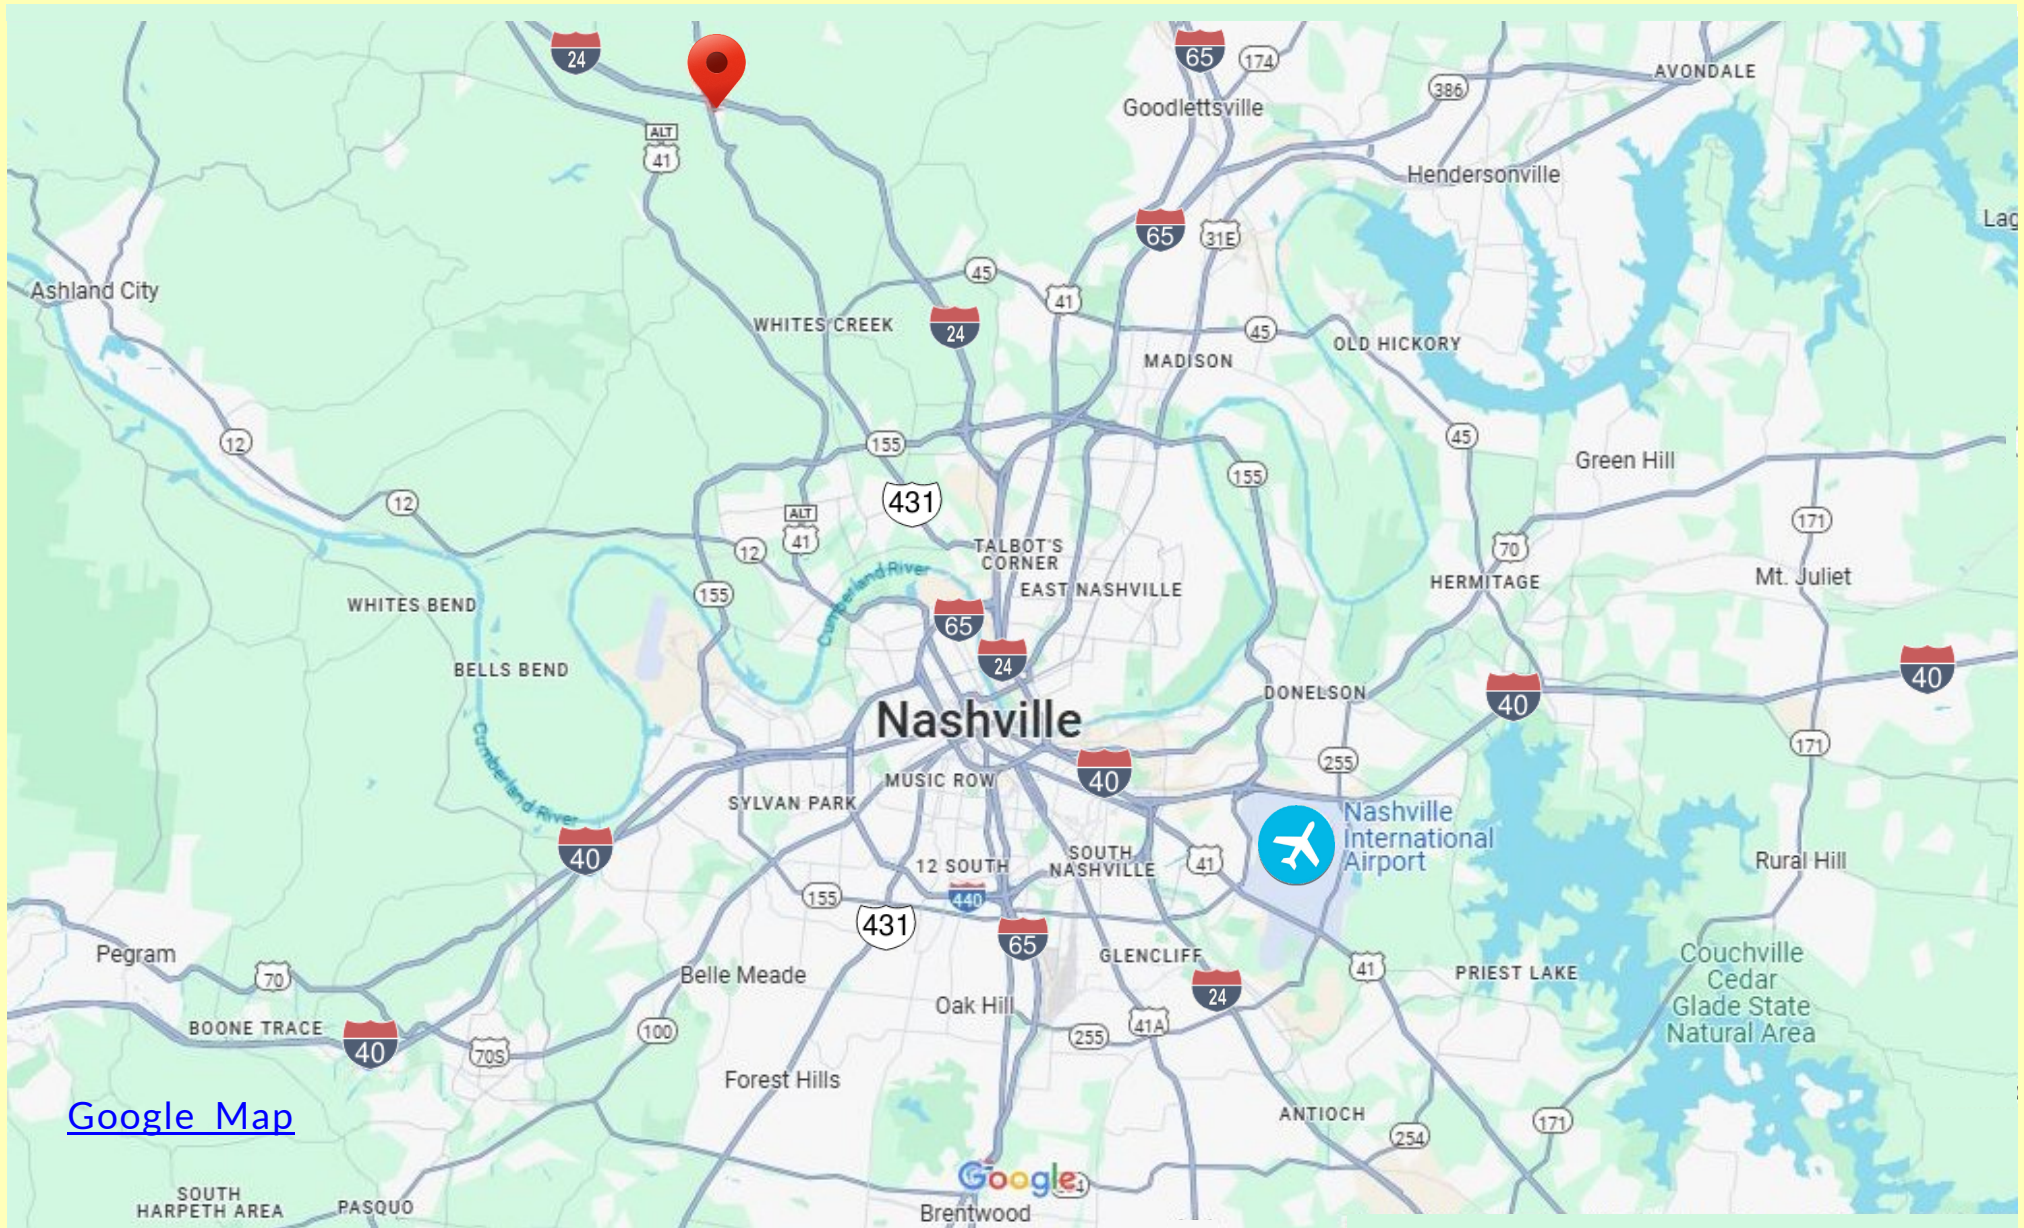 24
65
174
AVONDALE
386
Goodlettsville
ALT
41
Hendersonville
65
31E
Lag
45
41
Ashland City
WHITES CREEK
24
45
OLD HICKORY
MADISON
12
155
45
Green Hill
155
12
431
171
ALT
41
12
TALBOT'S
CORNER
70
Cumberland River
EAST NASHVILLE
HERMITAGE
Mt. Juliet
155
WHITES BEND
65
24
BELLS BEND
40
DONELSON
40
Nashville
171
Cumberland River
255
40
MUSIC ROW
SYLVAN PARK
Nashville
International
Airport
40
12 SOUTH
SOUTH
NASHVILLE
41
Rural Hill
155
440
431
65
Pegram
GLENCLIFF
Couchville
Cedar
Glade State
Natural Area
70
Belle Meade
41
PRIEST LAKE
24
Oak Hill
BOONE TRACE
40
70S
100
255
41A
Forest Hills
Google Map
ANTIOCH
254
171
Google
SOUTH
HARPETH AREA
PASQUO
Brentwood